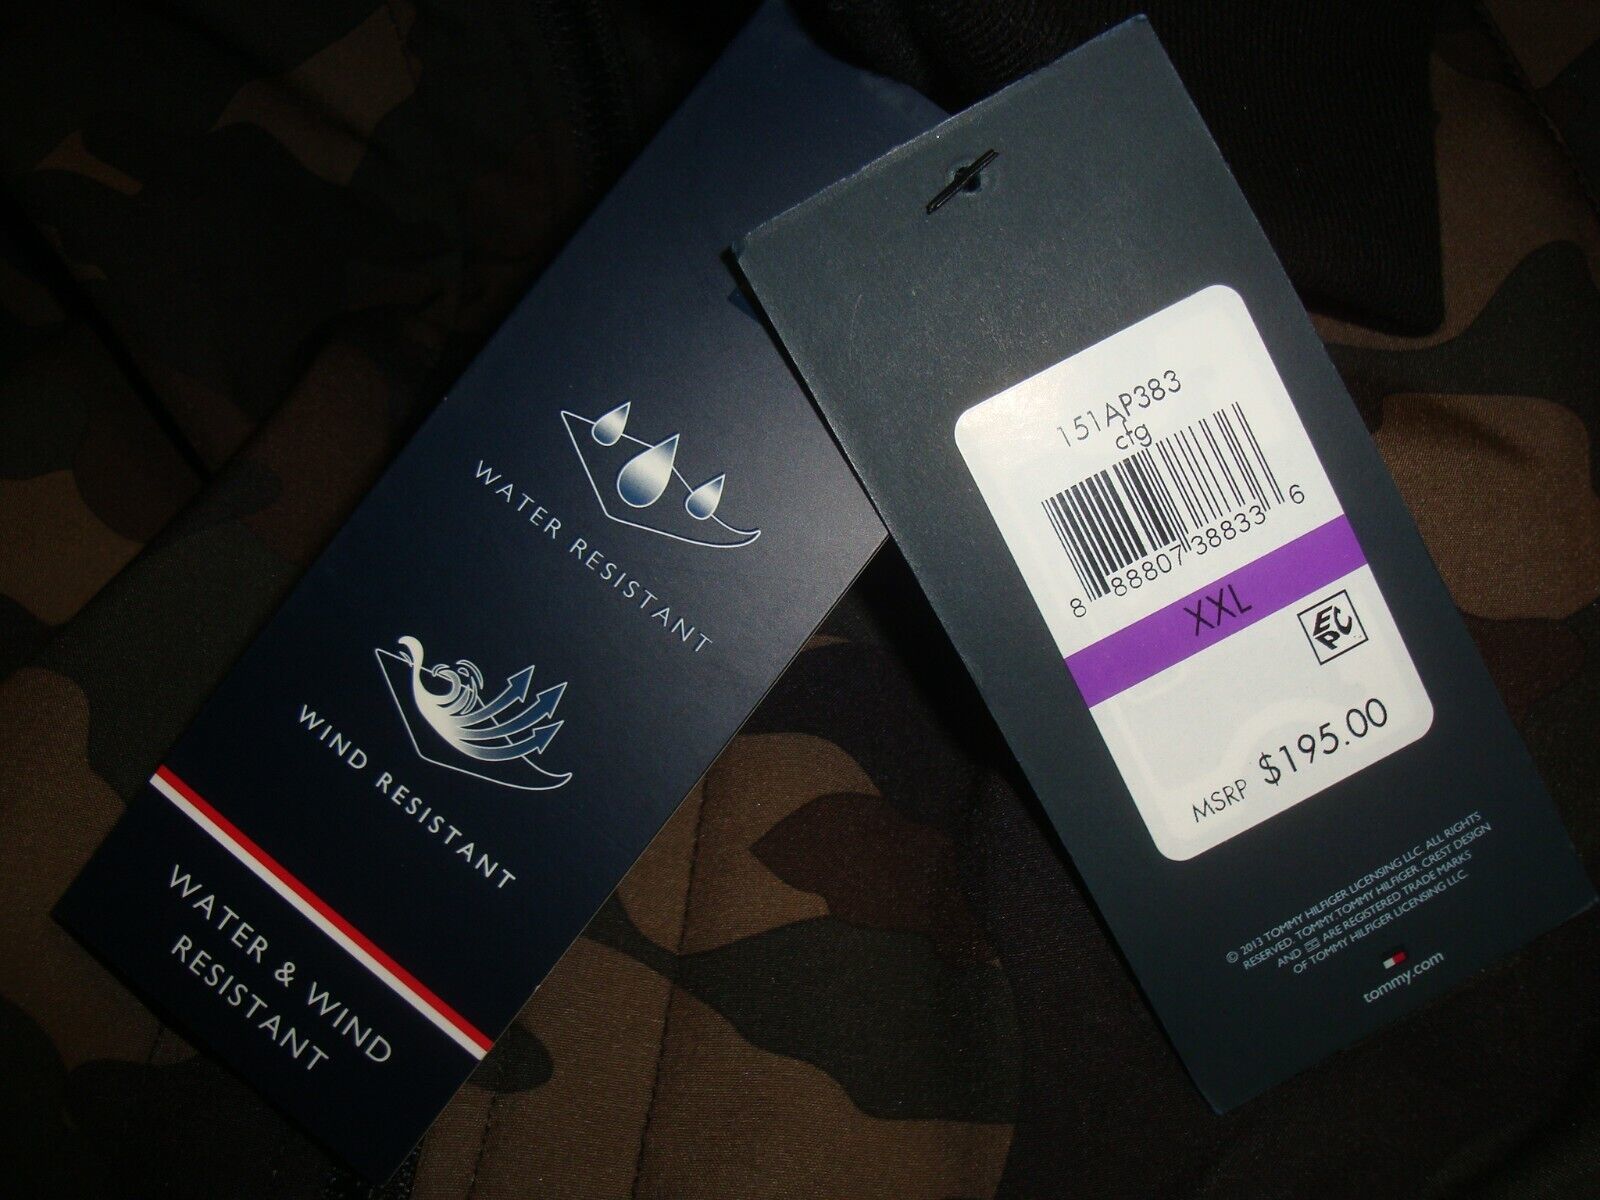 WATER RESISTANT
WIND RESISTANT
WATER & WIND
RESISTANT
151AP383
cfg
8 88807 38833 6
XXL
EPC
MSRP $195.00
© 2013 TOMMY HILFIGER LICENSING LLC. ALL RIGHTS
RESERVED. TOMMY, TOMMY HILFIGER, CREST DESIGN
AND ARE REGISTERED TRADE MARKS
OF TOMMY HILFIGER LICENSING LLC.
tommy.com